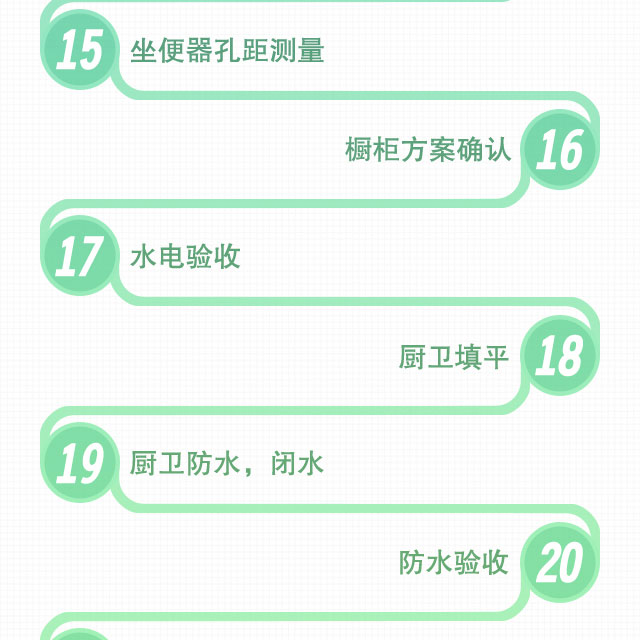 15 坐便器孔距测量
橱柜方案确认 16
17 水电验收
厨卫填平 18
19 厨卫防水，闭水
防水验收 20